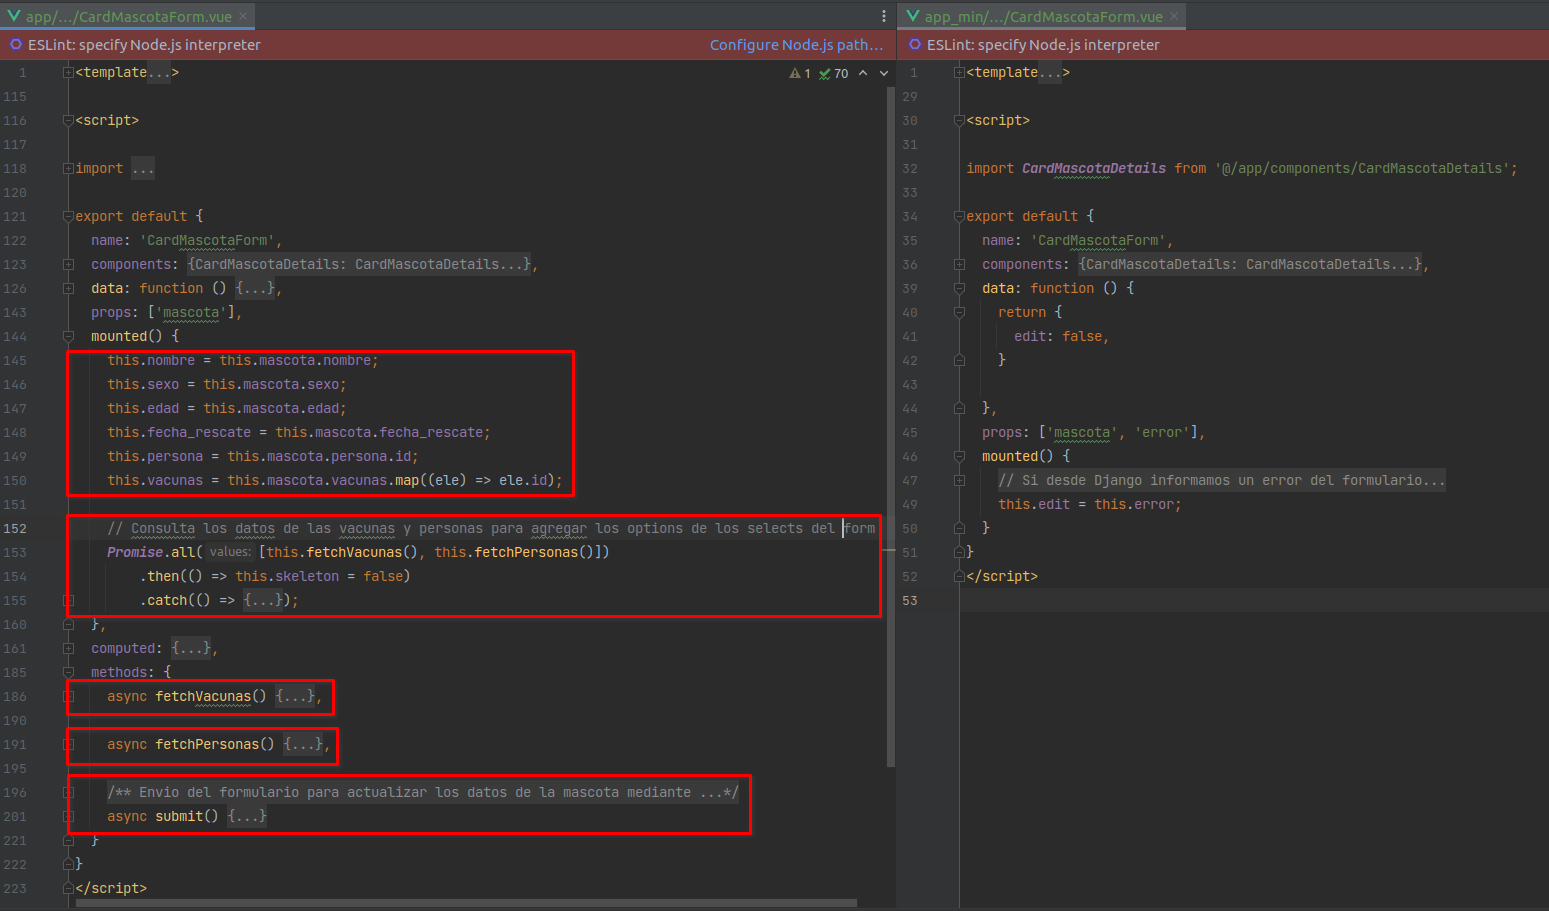 app/.../CardMascotaForm.vue
ESLint: specify Node.js interpreter Configure Node.js path...
1 <template...> 1 70
115
116 <script>
117
118 import ...
120
121 export default {
122 name: 'CardMascotaForm',
123 components: {CardMascotaDetails: CardMascotaDetails...},
126 data: function () {...},
143 props: ['mascota'],
144 mounted() {
145 this.nombre = this.mascota.nombre;
146 this.sexo = this.mascota.sexo;
147 this.edad = this.mascota.edad;
148 this.fecha_rescate = this.mascota.fecha_rescate;
149 this.persona = this.mascota.persona.id;
150 this.vacunas = this.mascota.vacunas.map((ele) => ele.id);
151
152 // Consulta los datos de las vacunas y personas para agregar los options de los selects del form
153 Promise.all( values: [this.fetchVacunas(), this.fetchPersonas()])
154 .then(() => this.skeleton = false)
155 .catch(() => {...});
160 },
161 computed: {...},
185 methods: {
186 async fetchVacunas() {...},
190
191 async fetchPersonas() {...},
195
196 /** Envio del formulario para actualizar los datos de la mascota mediante ...*/
201 async submit() {...}
221 }
222 }
223 </script>
app_min/.../CardMascotaForm.vue
ESLint: specify Node.js interpreter
1 <template...>
29
30 <script>
31
32 import CardMascotaDetails from '@/app/components/CardMascotaDetails';
33
34 export default {
35 name: 'CardMascotaForm',
36 components: {CardMascotaDetails: CardMascotaDetails...},
39 data: function () {
40 return {
41 edit: false,
42 }
43
44 },
45 props: ['mascota', 'error'],
46 mounted() {
47 // Si desde Django informamos un error del formulario...
49 this.edit = this.error;
50 }
51 }
52 </script>
53